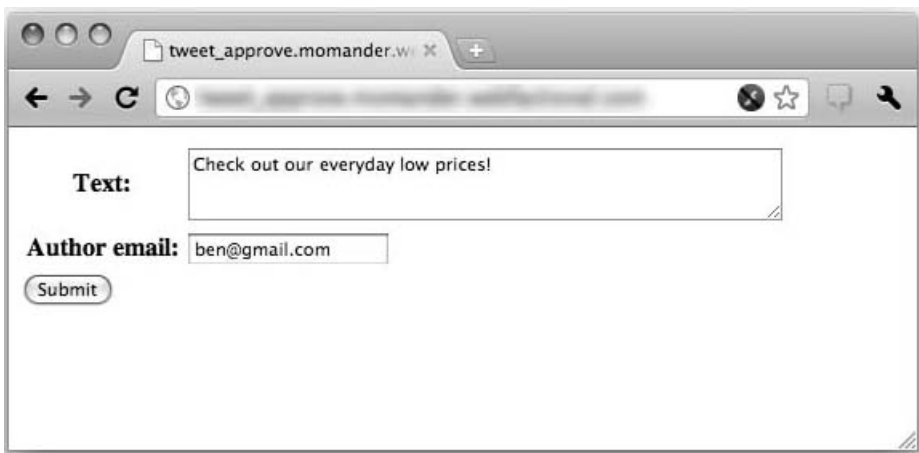 tweet_approve.momander.w
Text:
Check out our everyday low prices!
Author email:
ben@gmail.com
Submit